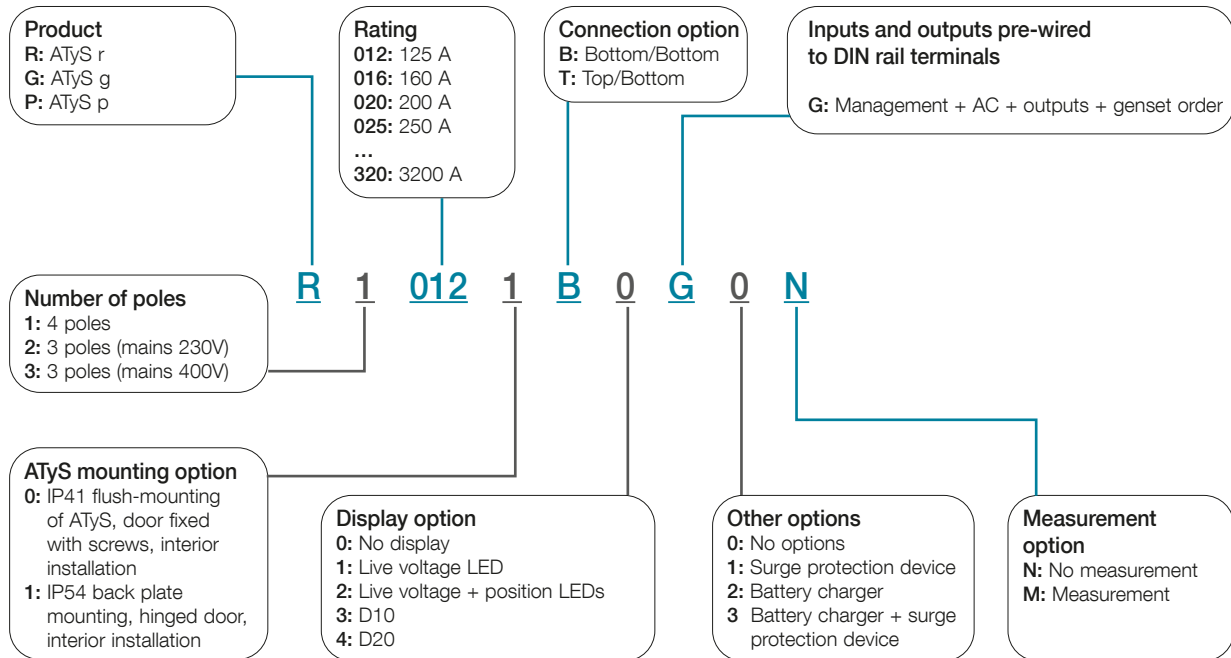 Product
R: ATyS r
G: ATyS g
P: ATyS p
Rating
012: 125 A
016: 160 A
020: 200 A
025: 250 A
...
320: 3200 A
Connection option
B: Bottom/Bottom
T: Top/Bottom
Inputs and outputs pre-wired
to DIN rail terminals
G: Management + AC + outputs + genset order
R 1 012 1 B 0 G 0 N
Number of poles
1: 4 poles
2: 3 poles (mains 230V)
3: 3 poles (mains 400V)
ATyS mounting option
0: IP41 flush-mounting
of ATyS, door fixed
with screws, interior
installation
1: IP54 back plate
mounting, hinged door,
interior installation
Display option
0: No display
1: Live voltage LED
2: Live voltage + position LEDs
3: D10
4: D20
Other options
0: No options
1: Surge protection device
2: Battery charger
3 Battery charger + surge
protection device
Measurement
option
N: No measurement
M: Measurement